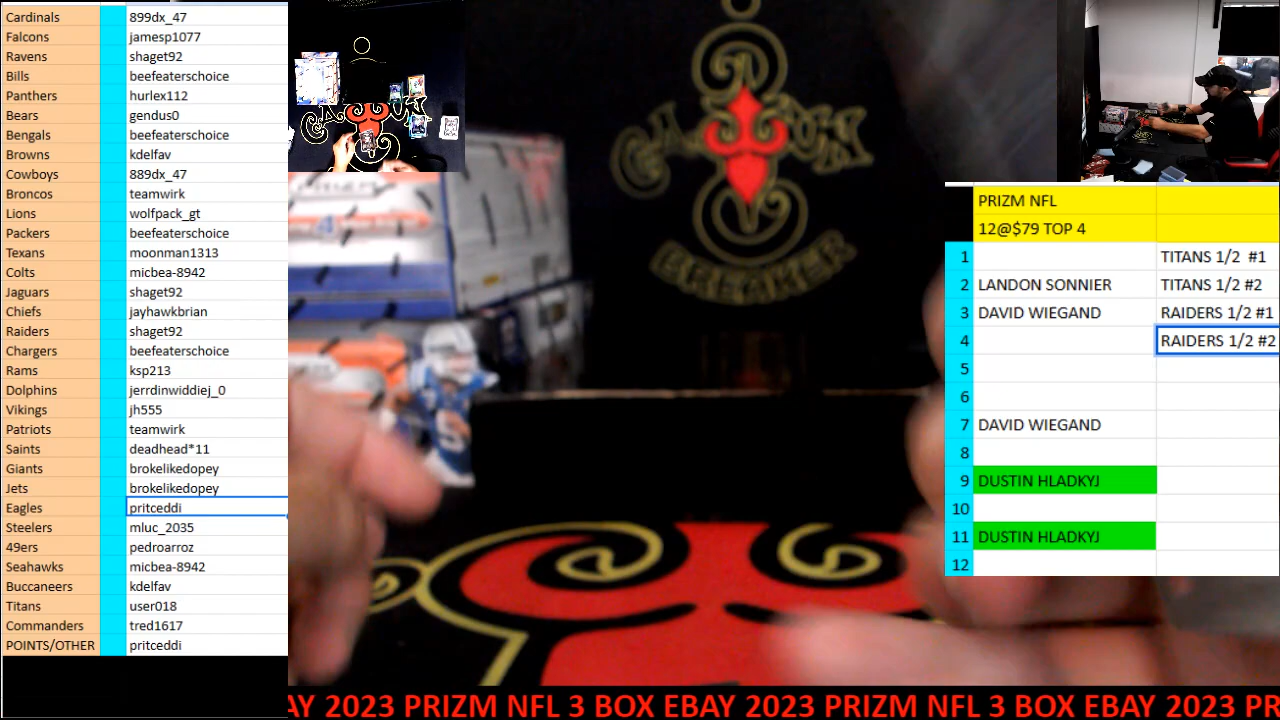 Cardinals 899dx_47
Falcons jamesp1077
Ravens shaget92
Bills beefeaterschoice
Panthers hurlex112
Bears gendus0
Bengals beefeaterschoice
Browns kdelfav
Cowboys 889dx_47
Broncos teamwirk
Lions wolfpack_gt
Packers beefeaterschoice
Texans moonman1313
Colts micbea-8942
Jaguars shaget92
Chiefs jayhawkbrian
Raiders shaget92
Chargers beefeaterschoice
Rams ksp213
Dolphins jerrdinwiddiej_0
Vikings jh555
Patriots teamwirk
Saints deadhead*11
Giants brokelikedopey
Jets brokelikedopey
Eagles pritceddi
Steelers mluc_2035
49ers pedroarroz
Seahawks micbea-8942
Buccaneers kdelfav
Titans user018
Commanders tred1617
POINTS/OTHER pritceddi
BREAKER
PRIZM NFL
12@$79 TOP 4
1 TITANS 1/2 #1
2 LANDON SONNIER TITANS 1/2 #2
3 DAVID WIEGAND RAIDERS 1/2 #1
4 RAIDERS 1/2 #2
5
6
7 DAVID WIEGAND
8
9 DUSTIN HLADKYJ
10
11 DUSTIN HLADKYJ
12
AY 2023 PRIZM NFL 3 BOX EBAY 2023 PRIZM NFL 3 BOX EBAY 2023 PR